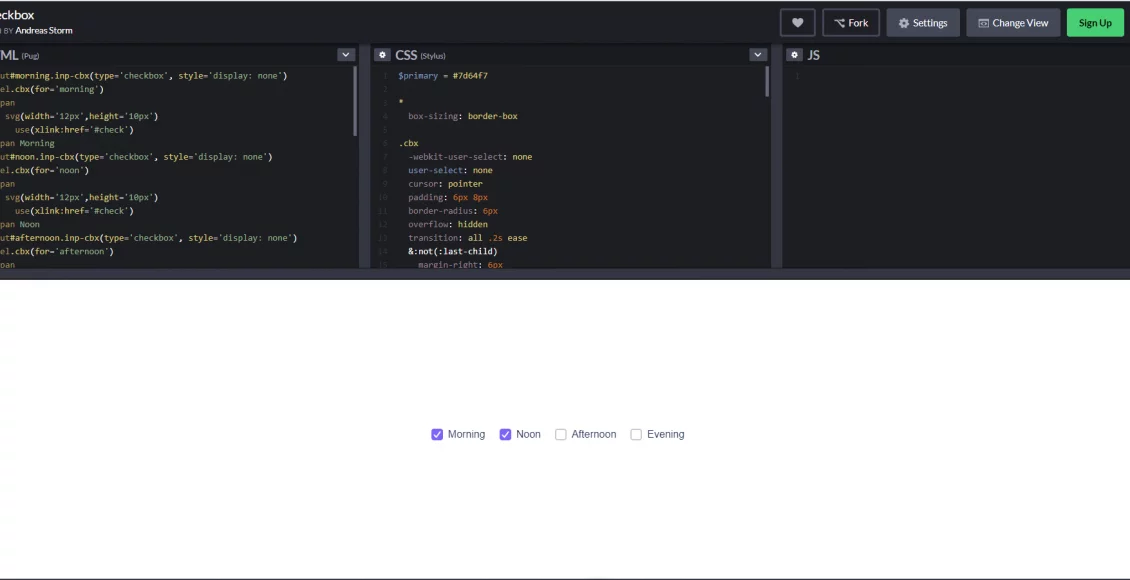 ckbox
BY Andreas Storm
Fork
Settings
Change View
Sign Up
ML (Pug)
ut#morning.inp-cbx(type='checkbox', style='display: none')
el.cbx(for='morning')
pan
svg(width='12px',height='10px')
use(xlink:href='#check')
pan Morning
ut#noon.inp-cbx(type='checkbox', style='display: none')
el.cbx(for='noon')
pan
svg(width='12px',height='10px')
use(xlink:href='#check')
pan Noon
ut#afternoon.inp-cbx(type='checkbox', style='display: none')
el.cbx(for='afternoon')
pan
CSS (Stylus)
1 $primary = #7d64f7
2
3 *
4 box-sizing: border-box
5
6 .cbx
7 -webkit-user-select: none
8 user-select: none
9 cursor: pointer
10 padding: 6px 8px
11 border-radius: 6px
12 overflow: hidden
13 transition: all .2s ease
14 &:not(:last-child)
15 margin-right: 6px
JS
1
Morning Noon Afternoon Evening